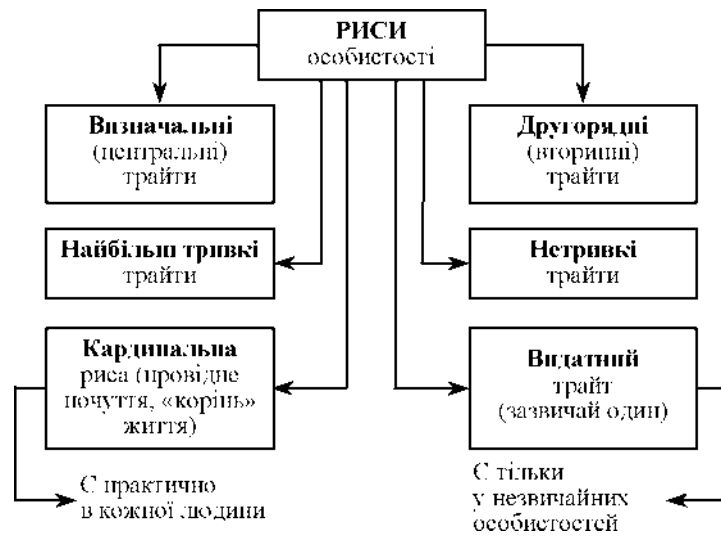 РИСИ
особистості
Визначальні
(центральні)
трайти
Другорядні
(вторинні)
трайти
Найбільш тривкі
трайти
Нетривкі
трайти
Кардинальна
риса (провідне
почуття, «корінь»
життя)
Видатний
трайт
(зазвичай один)
Є практично
в кожної людини
Є тільки
у незвичайних
особистостей